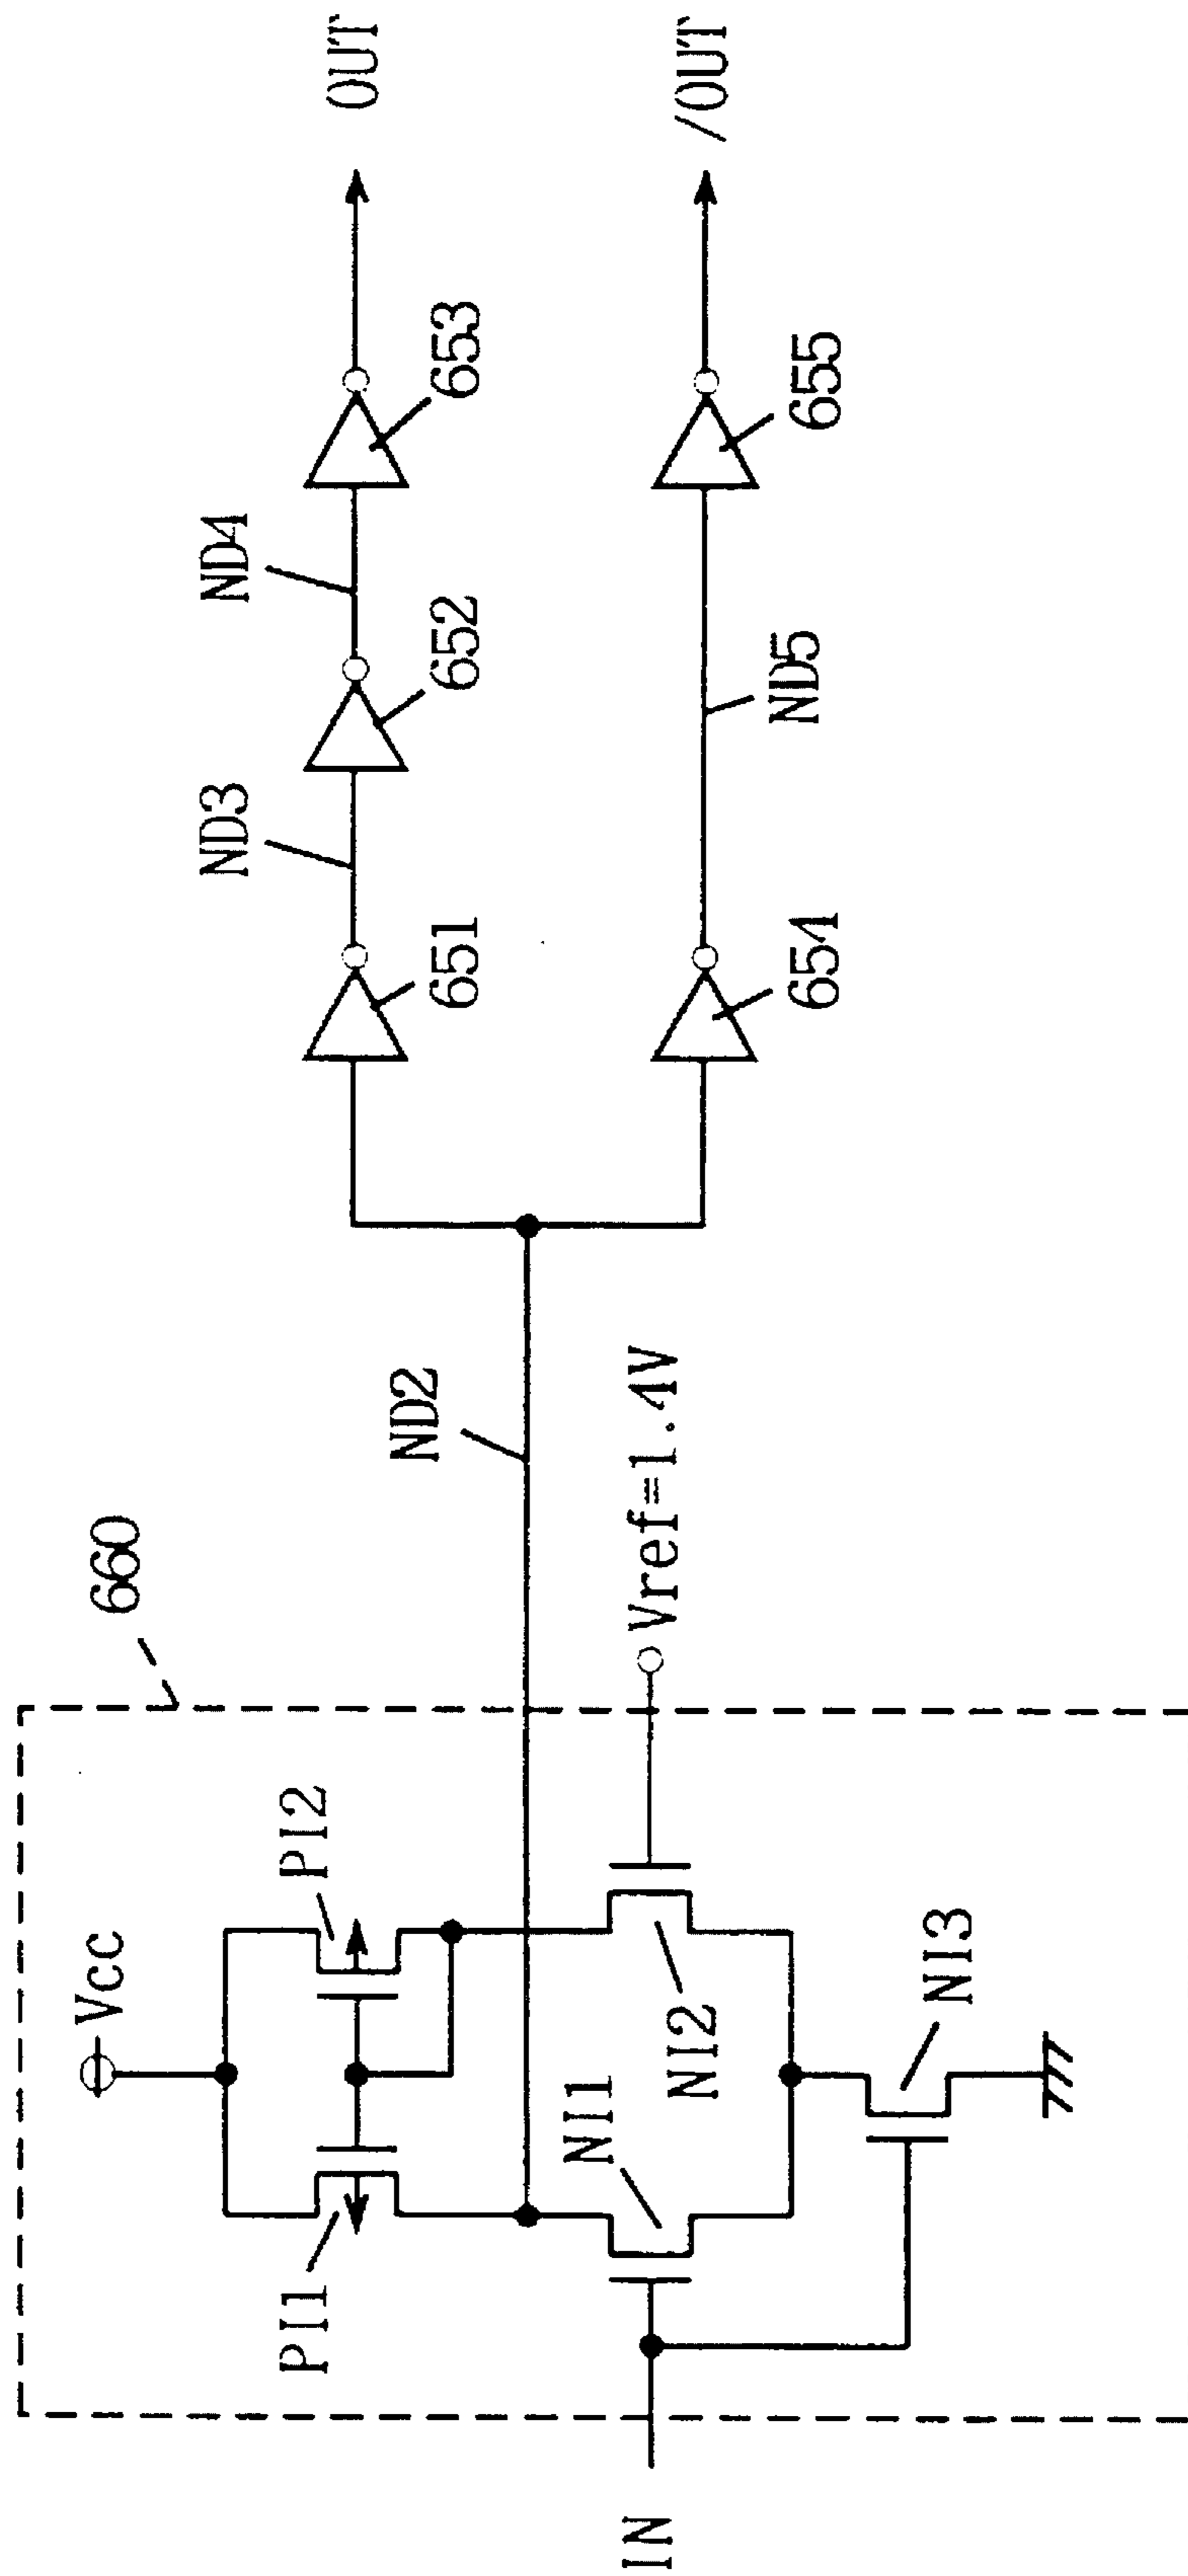 660
Vcc
PI1
PI2
ND2
NI1
NI2
Vref=1.4V
NI3
IN
ND3
ND4
651
652
653
OUT
654
ND5
655
/OUT